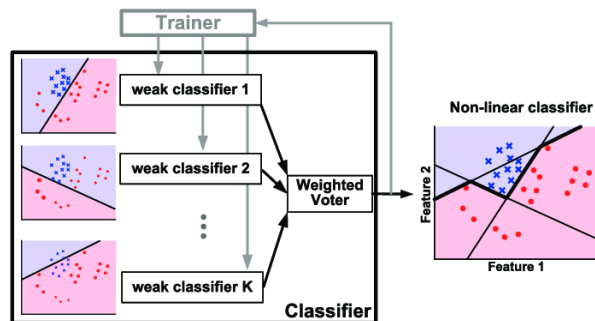 Trainer
weak classifier 1
weak classifier 2
weak classifier K
Weighted
Voter
Classifier
Non-linear classifier
Feature 2
Feature 1